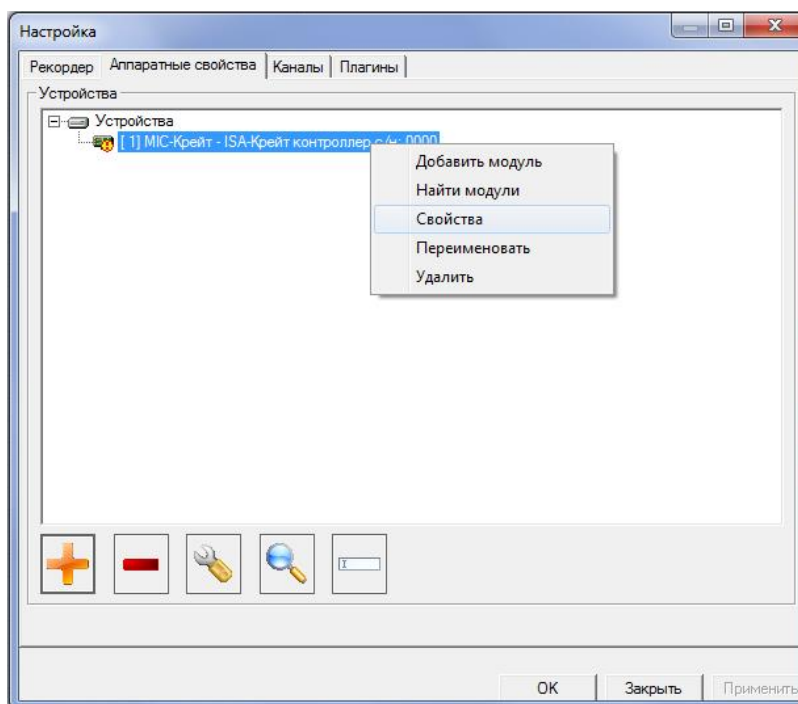 Настройка
Рекордер Аппаратные свойства Каналы Плагины
Устройства
Устройства
[ 1] MIC-Крейт - ISA-Крейт контроллер с/н: 0000
Добавить модуль
Найти модули
Свойства
Переименовать
Удалить
OK Закрыть Применить